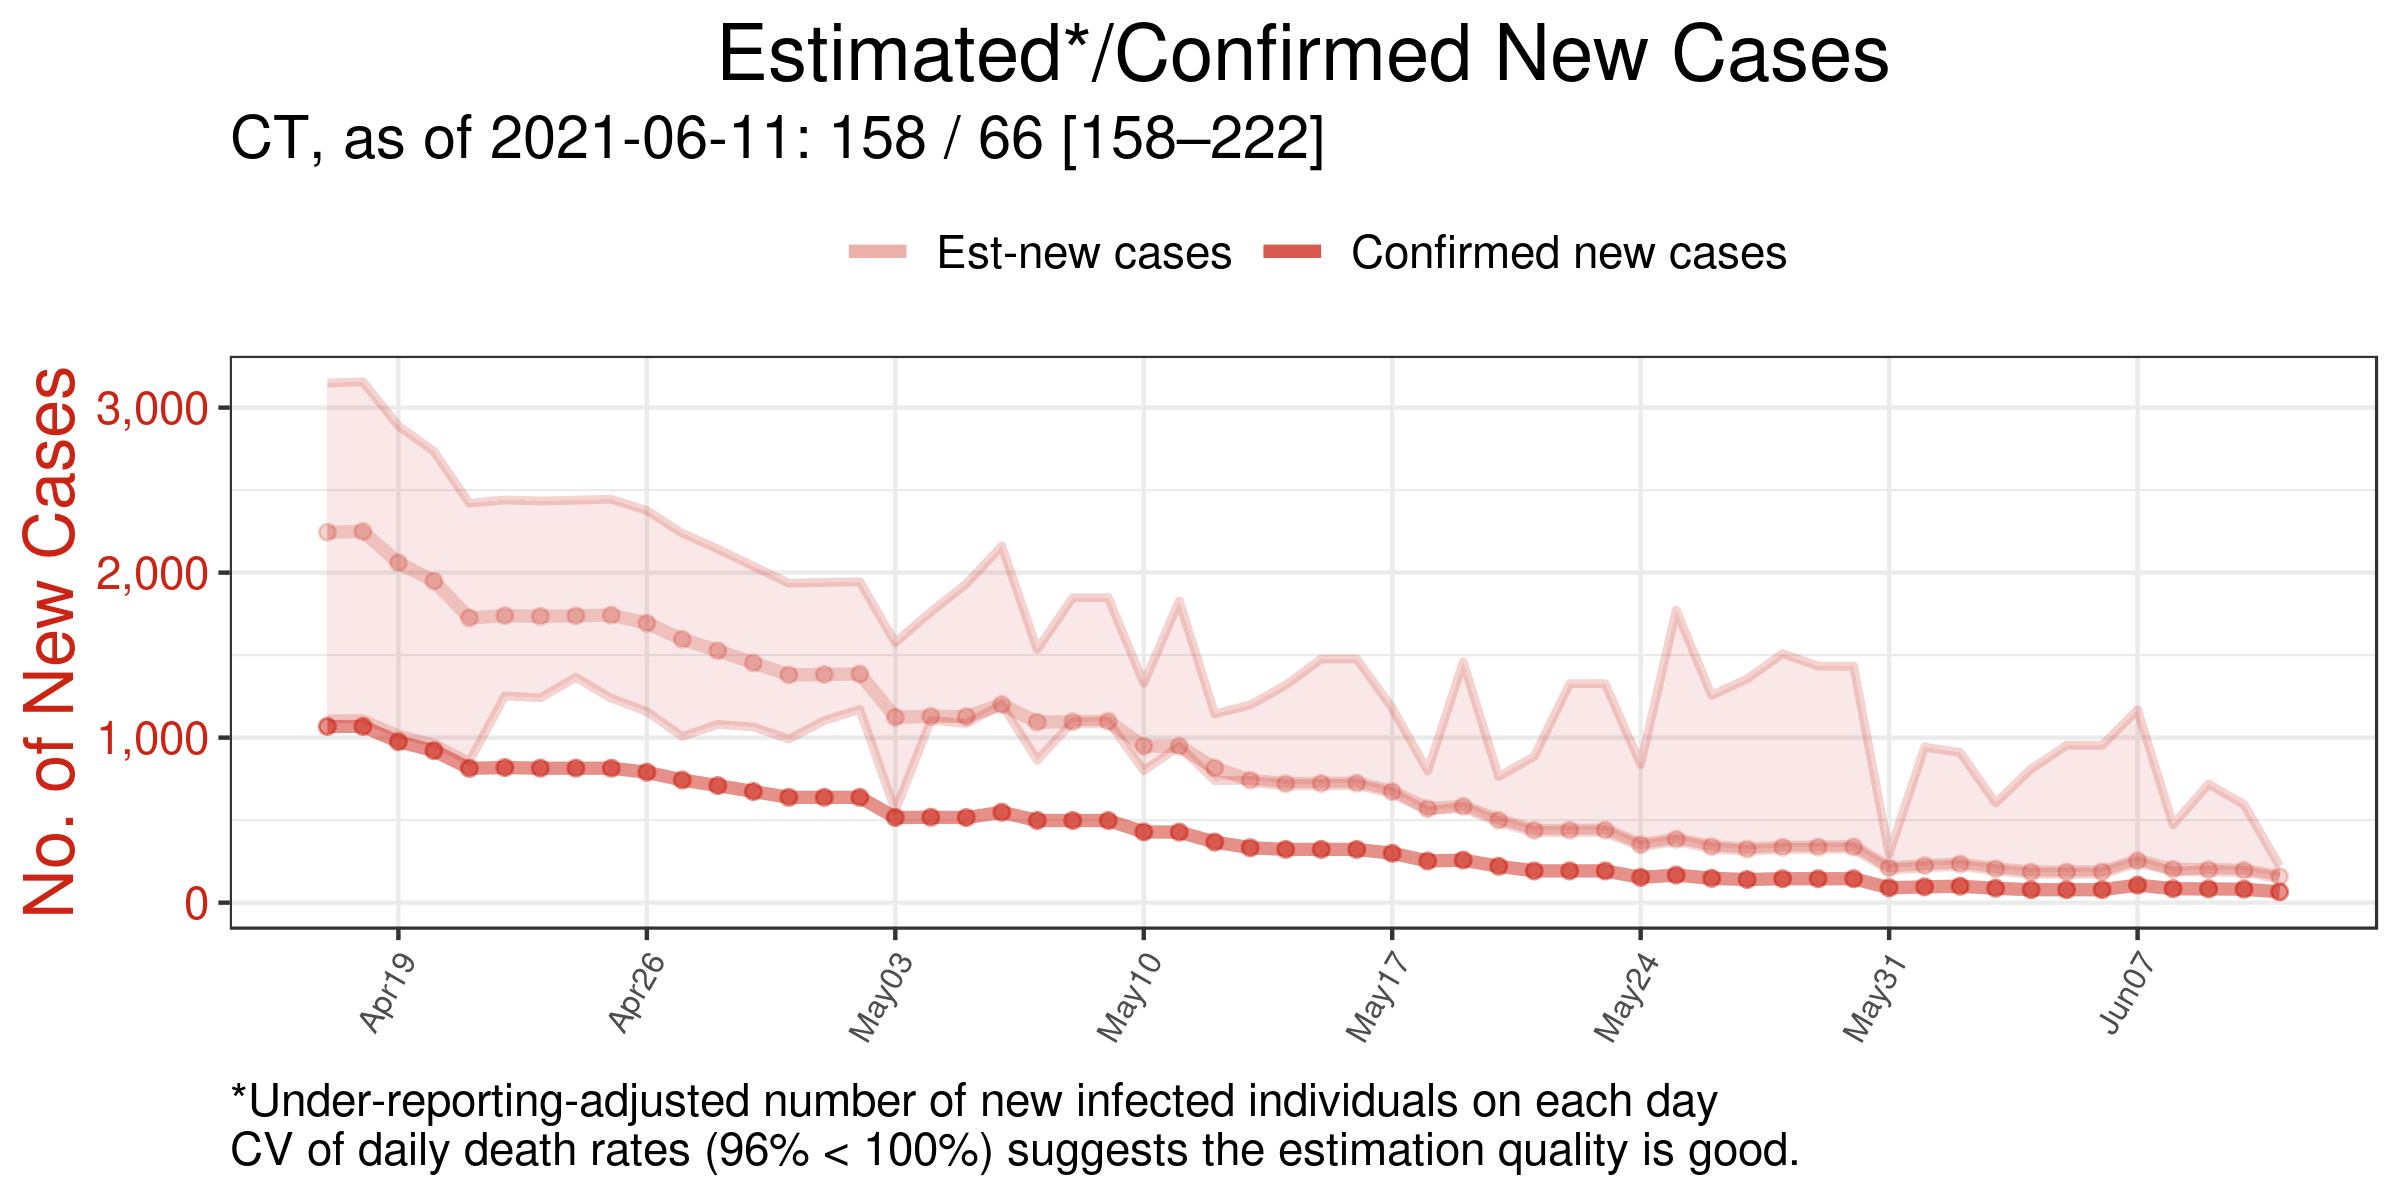 Estimated*/Confirmed New Cases
CT, as of 2021-06-11: 158 / 66 [158–222]
Est-new cases
Confirmed new cases
No. of New Cases
3,000
2,000
1,000
0
Apr19
Apr26
May03
May10
May17
May24
May31
Jun07
*Under-reporting-adjusted number of new infected individuals on each day
CV of daily death rates (96% < 100%) suggests the estimation quality is good.